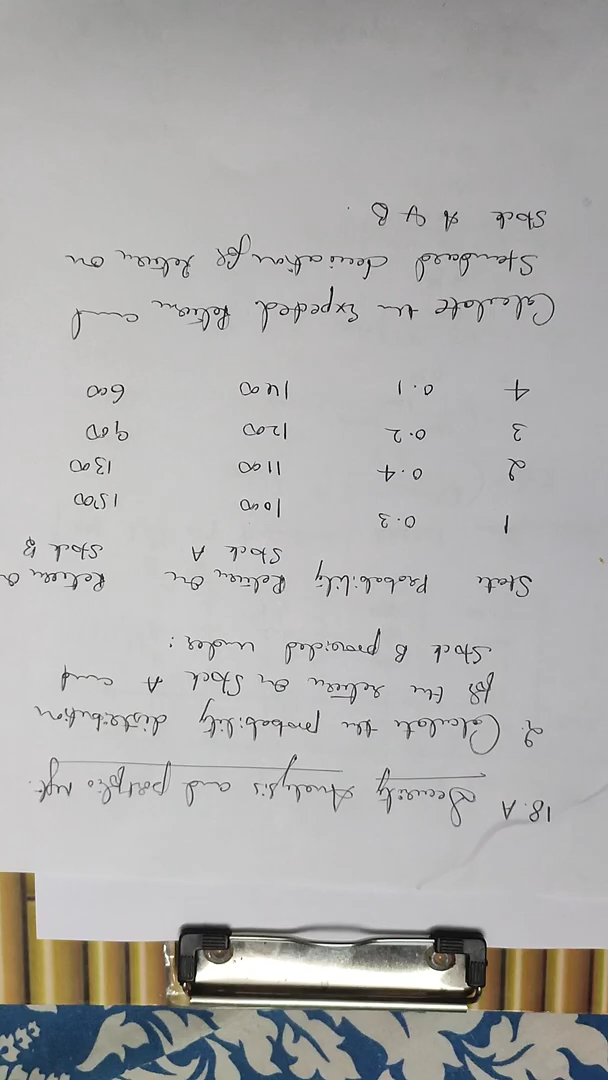 18.A Security Analysis and portfolio mgt.
2. Calculate the probability distribution
for the return on Stock A and
Stock B provided under:
State Probability Return on Return on
Stock A Stock B
1 0.3 1000 1500
2 0.4 1100 1300
3 0.2 1200 900
4 0.1 1400 600
Calculate the Expected Return and
Standard deviation for Return on
Stock A & B.